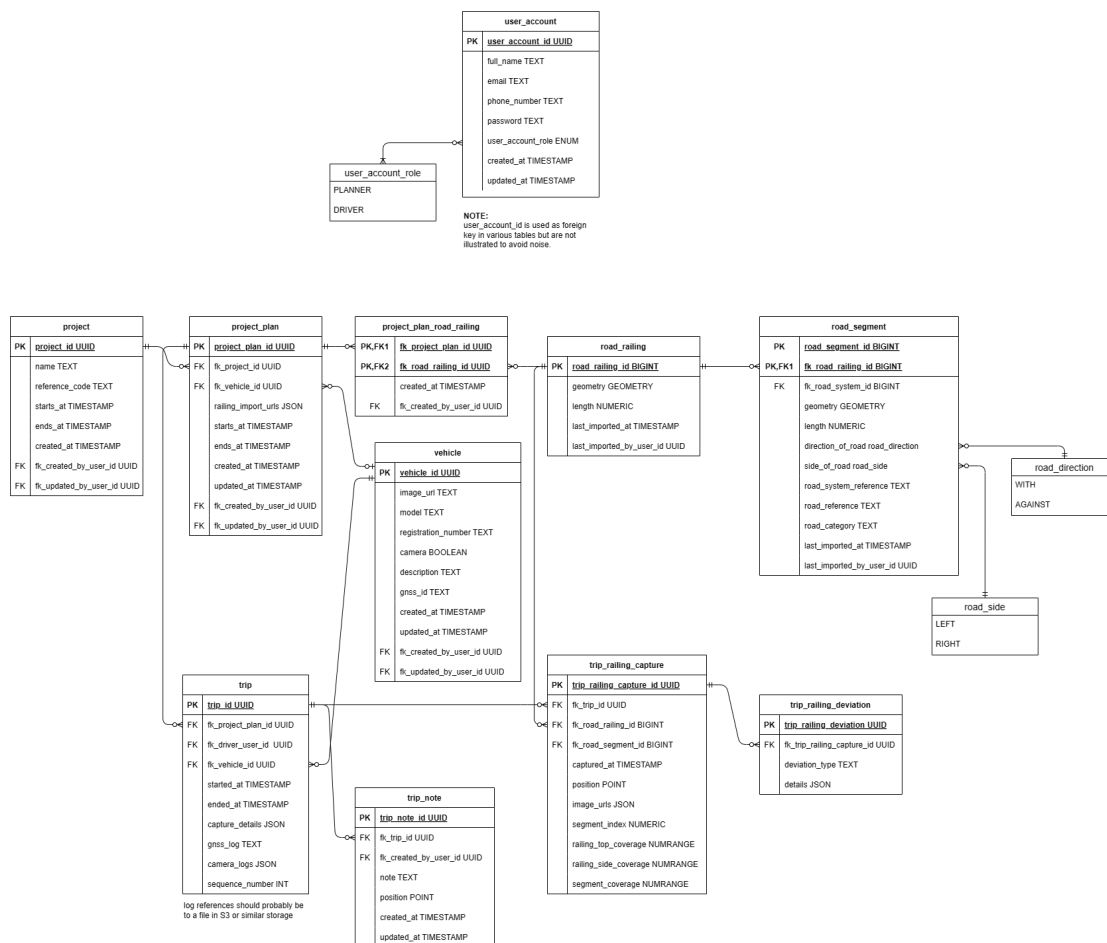 user_account
PK user_account_id UUID
full_name TEXT
email TEXT
phone_number TEXT
password TEXT
user_account_role ENUM
created_at TIMESTAMP
updated_at TIMESTAMP
user_account_role
PLANNER
DRIVER
NOTE:
user_account_id is used as foreign
key in various tables but are not
illustrated to avoid noise.
project
PK project_id UUID
name TEXT
reference_code TEXT
starts_at TIMESTAMP
ends_at TIMESTAMP
created_at TIMESTAMP
FK fk_created_by_user_id UUID
FK fk_updated_by_user_id UUID
project_plan
PK project_plan_id UUID
FK fk_project_id UUID
FK fk_vehicle_id UUID
railing_import_urls JSON
starts_at TIMESTAMP
ends_at TIMESTAMP
created_at TIMESTAMP
updated_at TIMESTAMP
FK fk_created_by_user_id UUID
FK fk_updated_by_user_id UUID
project_plan_road_railing
PK,FK1 fk_project_plan_id UUID
PK,FK2 fk_road_railing_id UUID
created_at TIMESTAMP
FK fk_created_by_user_id UUID
road_railing
PK road_railing_id BIGINT
geometry GEOMETRY
length NUMERIC
last_imported_at TIMESTAMP
last_imported_by_user_id UUID
road_segment
PK road_segment_id BIGINT
PK,FK1 fk_road_railing_id BIGINT
FK fk_road_system_id BIGINT
geometry GEOMETRY
length NUMERIC
direction_of_road road_direction
side_of_road road_side
road_system_reference TEXT
road_reference TEXT
road_category TEXT
last_imported_at TIMESTAMP
last_imported_by_user_id UUID
road_direction
WITH
AGAINST
road_side
LEFT
RIGHT
vehicle
PK vehicle_id UUID
image_url TEXT
model TEXT
registration_number TEXT
camera BOOLEAN
description TEXT
gnss_id TEXT
created_at TIMESTAMP
updated_at TIMESTAMP
FK fk_created_by_user_id UUID
FK fk_updated_by_user_id UUID
trip
PK trip_id UUID
FK fk_project_plan_id UUID
FK fk_driver_user_id UUID
FK fk_vehicle_id UUID
started_at TIMESTAMP
ended_at TIMESTAMP
capture_details JSON
gnss_log TEXT
camera_logs JSON
sequence_number INT
log references should probably be
to a file in S3 or similar storage
trip_note
PK trip_note_id UUID
FK fk_trip_id UUID
FK fk_created_by_user_id UUID
note TEXT
position POINT
created_at TIMESTAMP
updated_at TIMESTAMP
trip_railing_capture
PK trip_railing_capture_id UUID
FK fk_trip_id UUID
FK fk_road_railing_id BIGINT
FK fk_road_segment_id BIGINT
captured_at TIMESTAMP
position POINT
image_urls JSON
segment_index NUMERIC
railing_top_coverage NUMRANGE
railing_side_coverage NUMRANGE
segment_coverage NUMRANGE
trip_railing_deviation
PK trip_railing_deviation UUID
FK fk_trip_railing_capture_id UUID
deviation_type TEXT
details JSON